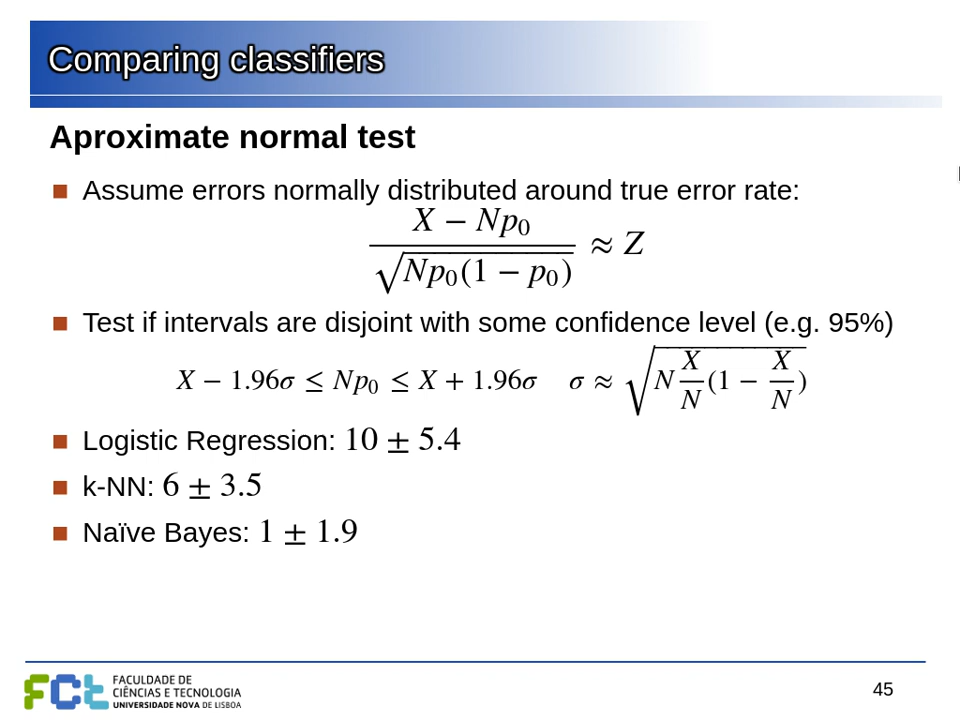 Comparing classifiers
Aproximate normal test
Assume errors normally distributed around true error rate:
X − Np₀
√Np₀(1 − p₀) ≈ Z
Test if intervals are disjoint with some confidence level (e.g. 95%)
X − 1.96σ ≤ Np₀ ≤ X + 1.96σ σ ≈ √N X/N (1 − X/N)
Logistic Regression: 10 ± 5.4
k-NN: 6 ± 3.5
Naïve Bayes: 1 ± 1.9
FCt
FACULDADE DE
CIÊNCIAS E TECNOLOGIA
UNIVERSIDADE NOVA DE LISBOA
45